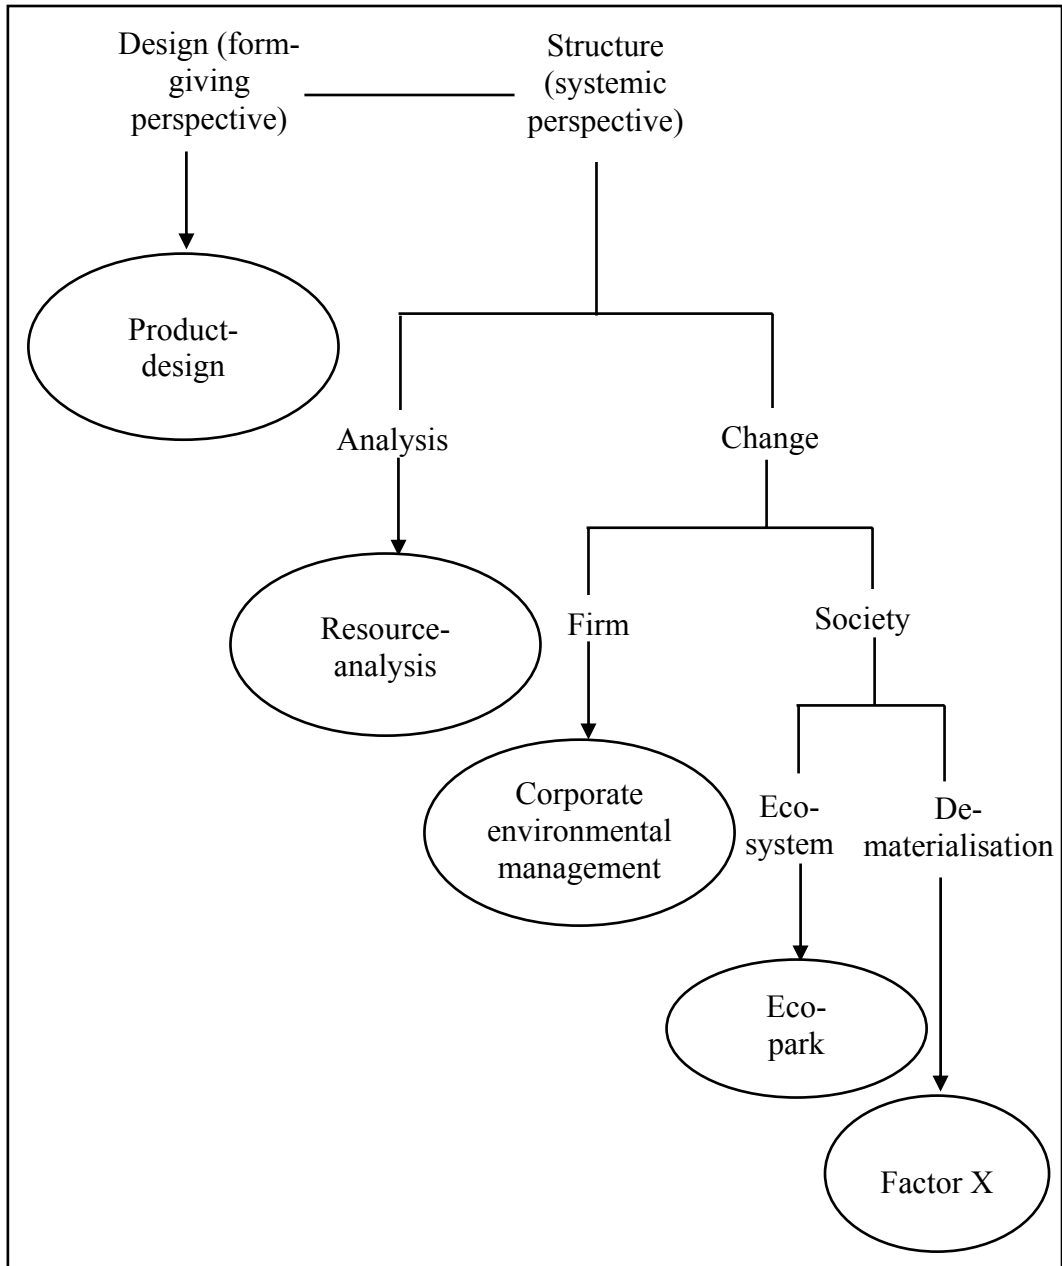 Design (form-
giving
perspective)
Structure
(systemic
perspective)
Product-
design
Analysis
Change
Resource-
analysis
Firm
Society
Corporate
environmental
management
Eco-
system
De-
materialisation
Eco-
park
Factor X